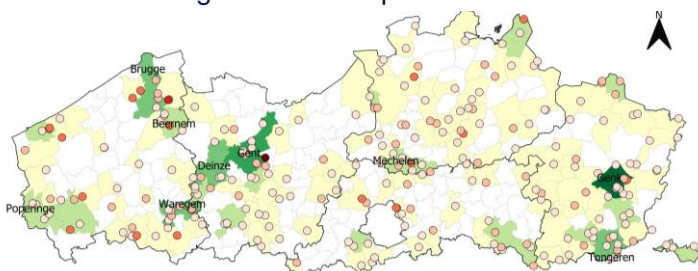 N
Brugge
Beernem
Gent
Deinze
Mechelen
Genk
Poperinge
Waregem
Tongeren